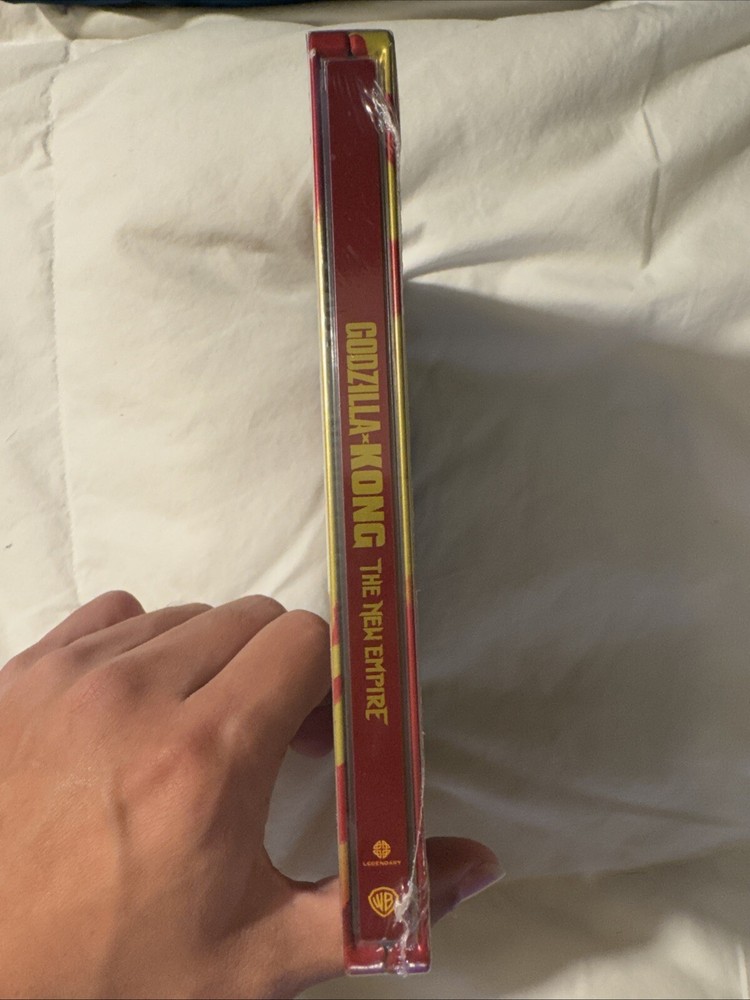 GODZILLA x KONG THE NEW EMPIRE
LEGENDARY
WB